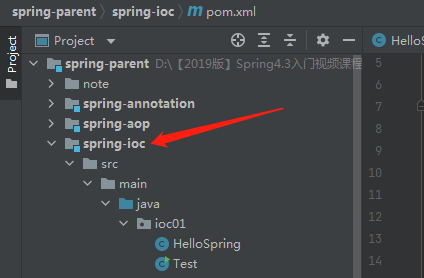 spring-parent > spring-ioc > m pom.xml
Project
Project
HelloS
spring-parent D:\【2019版】Spring4.3入门视频课程
note
spring-annotation
spring-aop
spring-ioc
src
main
java
ioc01
HelloSpring
Test
5
6
7
8
9
10
11
12
13
14